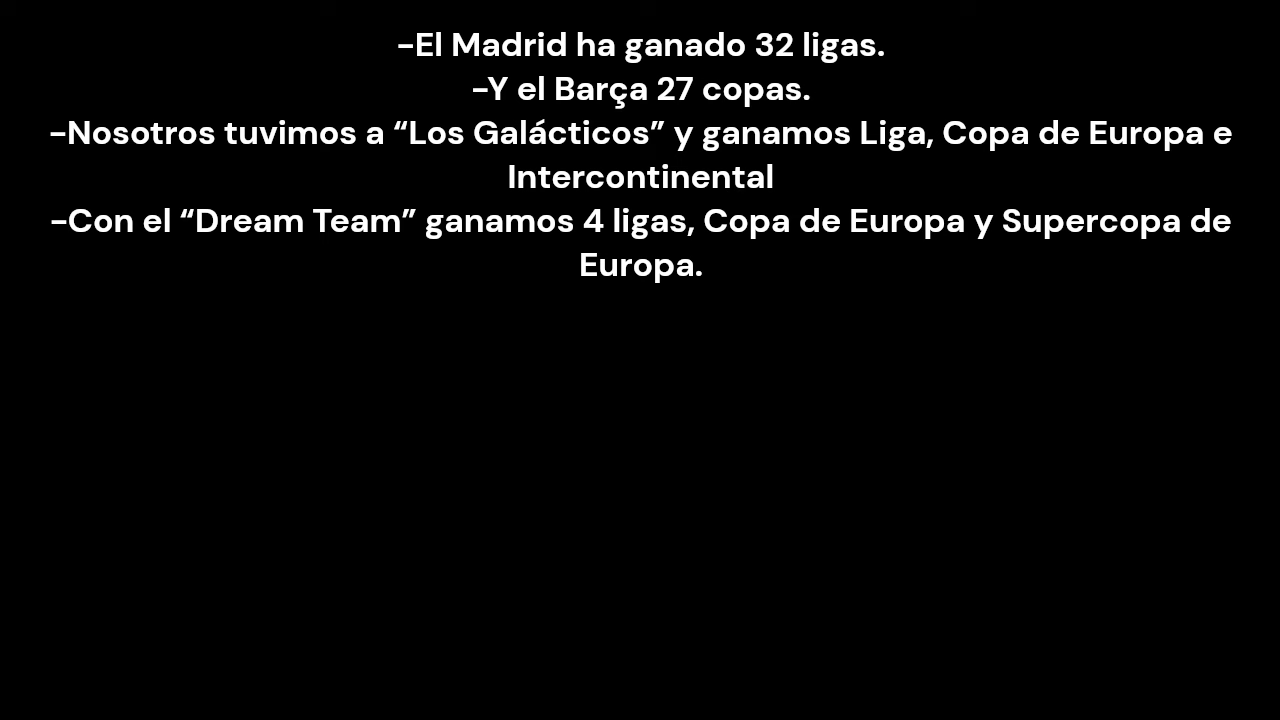 -El Madrid ha ganado 32 ligas.
-Y el Barça 27 copas.
-Nosotros tuvimos a “Los Galácticos” y ganamos Liga, Copa de Europa e
Intercontinental
-Con el “Dream Team” ganamos 4 ligas, Copa de Europa y Supercopa de
Europa.